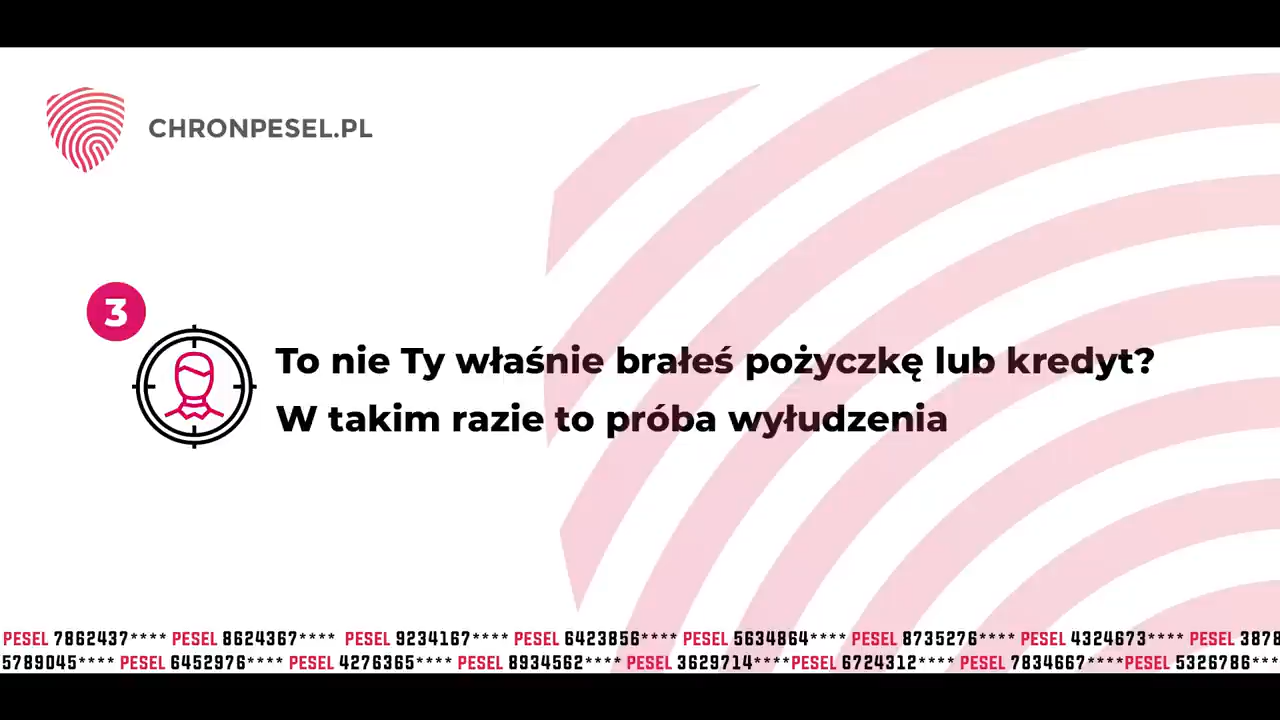 CHRONPESEL.PL
3
To nie Ty właśnie brałeś pożyczkę lub kredyt?
W takim razie to próba wyłudzenia
PESEL 7862437**** PESEL 8624367**** PESEL 9234167**** PESEL 6423856**** PESEL 5634864**** PESEL 8735276**** PESEL 4324673**** PESEL 3878
5789045**** PESEL 6452976**** PESEL 4276365**** PESEL 8934562**** PESEL 3629714****PESEL 6724312**** PESEL 7834667****PESEL 5326786***